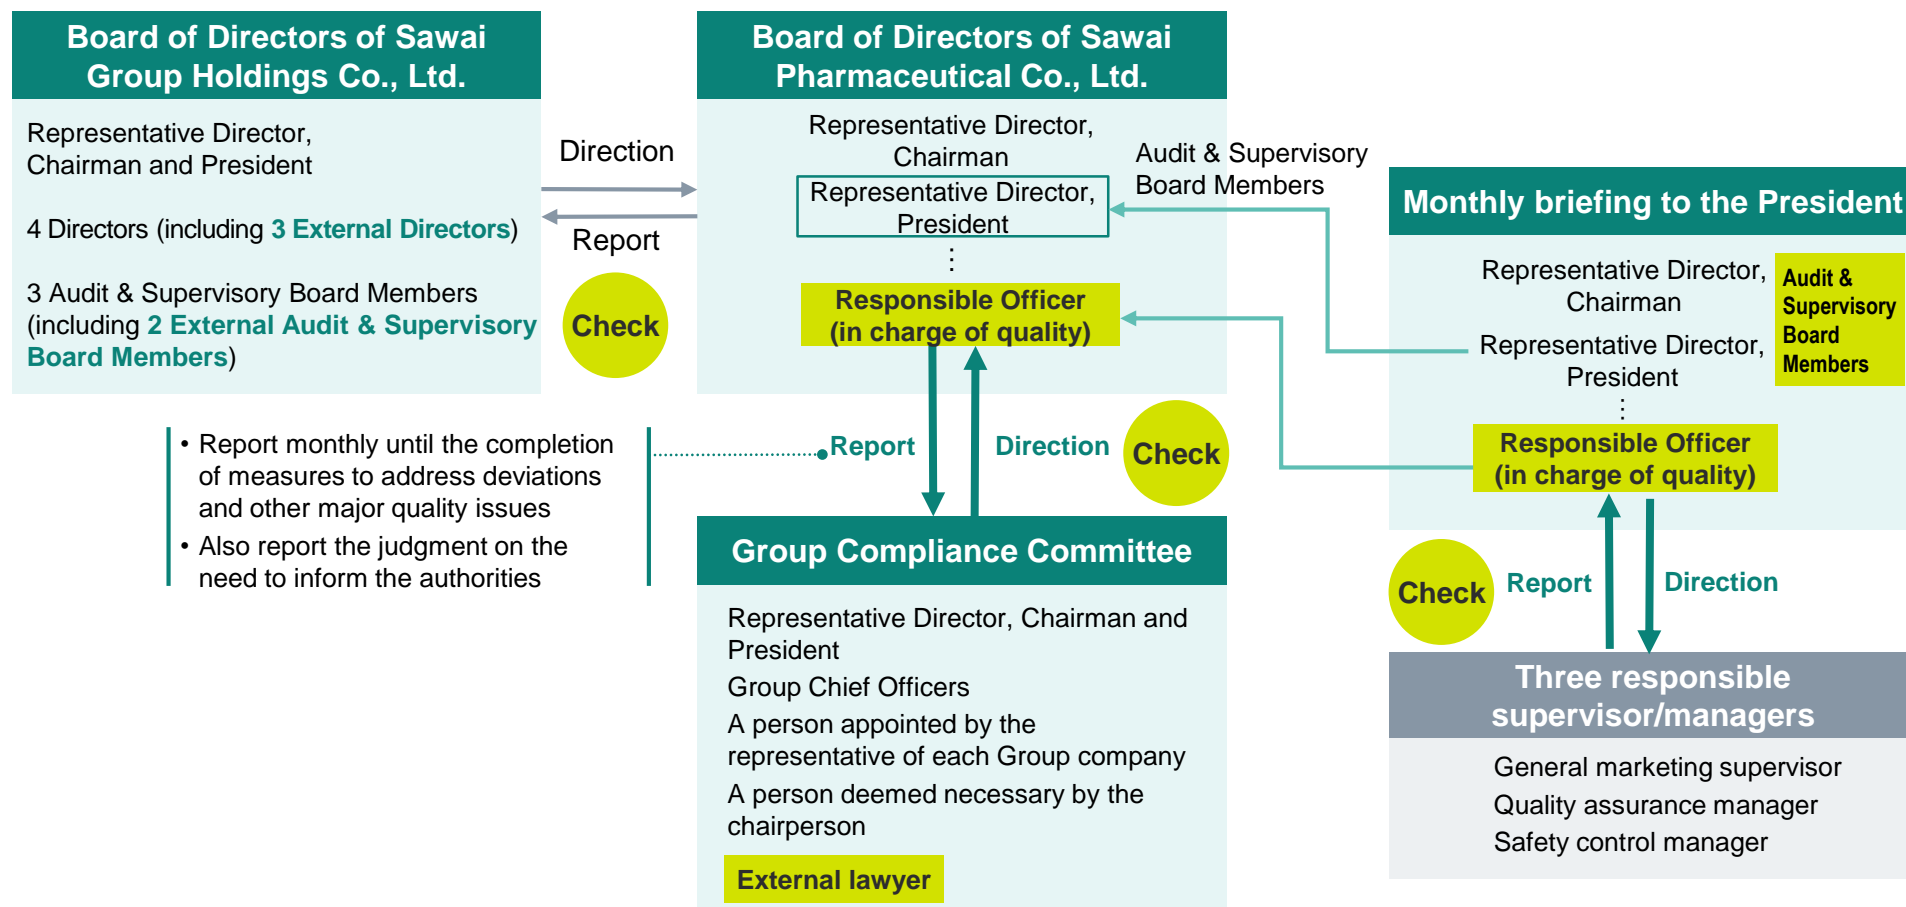 Board of Directors of Sawai
Group Holdings Co., Ltd.
Representative Director,
Chairman and President
4 Directors (including 3 External Directors)
3 Audit & Supervisory Board Members
(including 2 External Audit & Supervisory
Board Members)
Direction
Report
Check
Board of Directors of Sawai
Pharmaceutical Co., Ltd.
Representative Director,
Chairman
Representative Director,
President
⋮
Responsible Officer
(in charge of quality)
Audit & Supervisory
Board Members
Monthly briefing to the President
Representative Director,
Chairman
Representative Director,
President
⋮
Audit &
Supervisory
Board
Members
Responsible Officer
(in charge of quality)
• Report monthly until the completion
of measures to address deviations
and other major quality issues
• Also report the judgment on the
need to inform the authorities
Report
Direction
Check
Group Compliance Committee
Representative Director, Chairman and
President
Group Chief Officers
A person appointed by the
representative of each Group company
A person deemed necessary by the
chairperson
External lawyer
Check
Report
Direction
Three responsible
supervisor/managers
General marketing supervisor
Quality assurance manager
Safety control manager